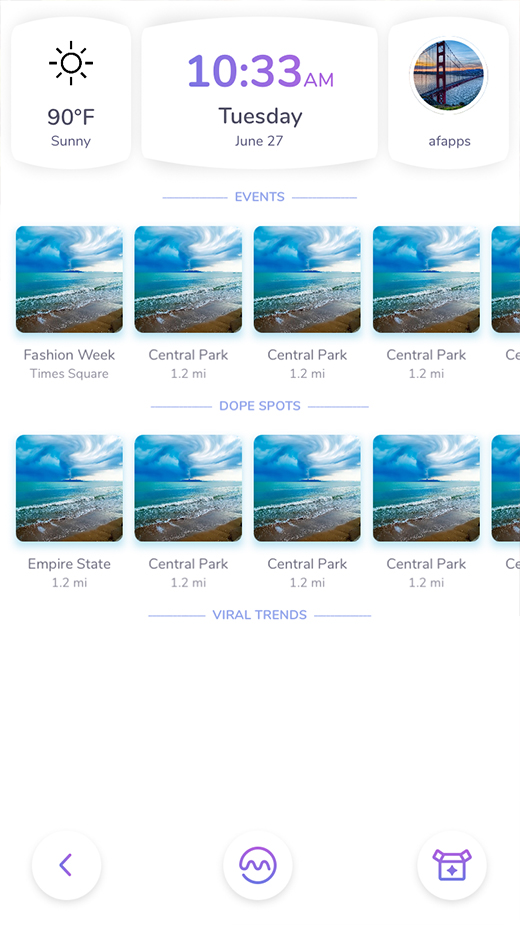 90°F
Sunny
10:33AM
Tuesday
June 27
afapps
EVENTS
Fashion Week
Times Square
Central Park
1.2 mi
Central Park
1.2 mi
Central Park
1.2 mi
Ce
DOPE SPOTS
Empire State
1.2 mi
Central Park
1.2 mi
Central Park
1.2 mi
Central Park
1.2 mi
Ce
VIRAL TRENDS